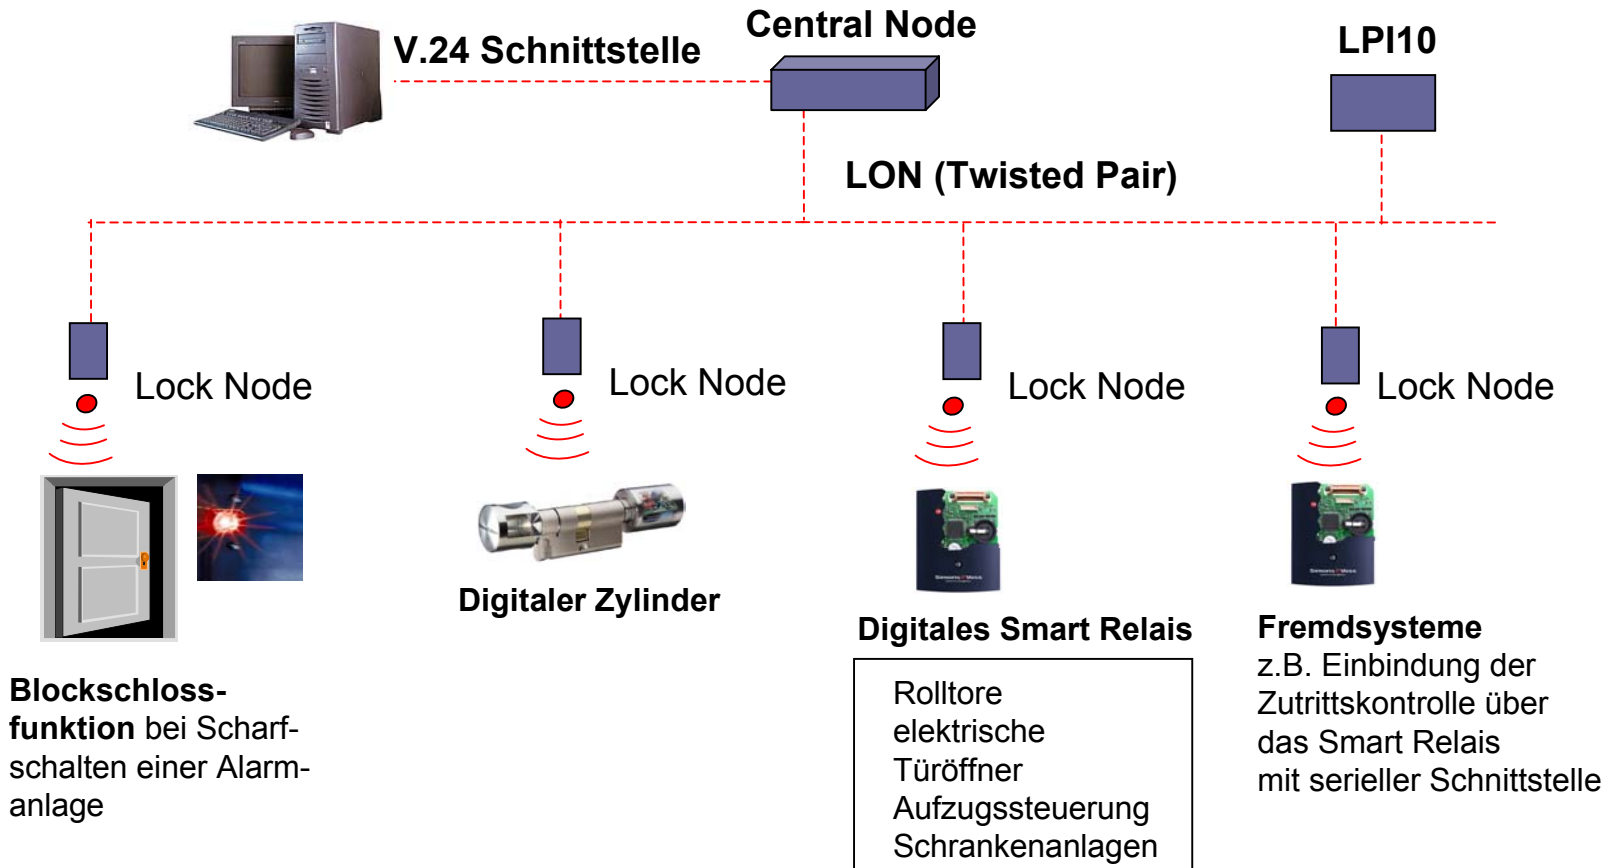 V.24 Schnittstelle
Central Node
LPI10
LON (Twisted Pair)
Lock Node
Lock Node
Lock Node
Lock Node
Digitaler Zylinder
Digitales Smart Relais
Fremdsysteme
z.B. Einbindung der
Zutrittskontrolle über
das Smart Relais
mit serieller Schnittstelle
Blockschloss-
funktion bei Scharf-
schalten einer Alarm-
anlage
Rolltore
elektrische
Türöffner
Aufzugssteuerung
Schrankenanlagen